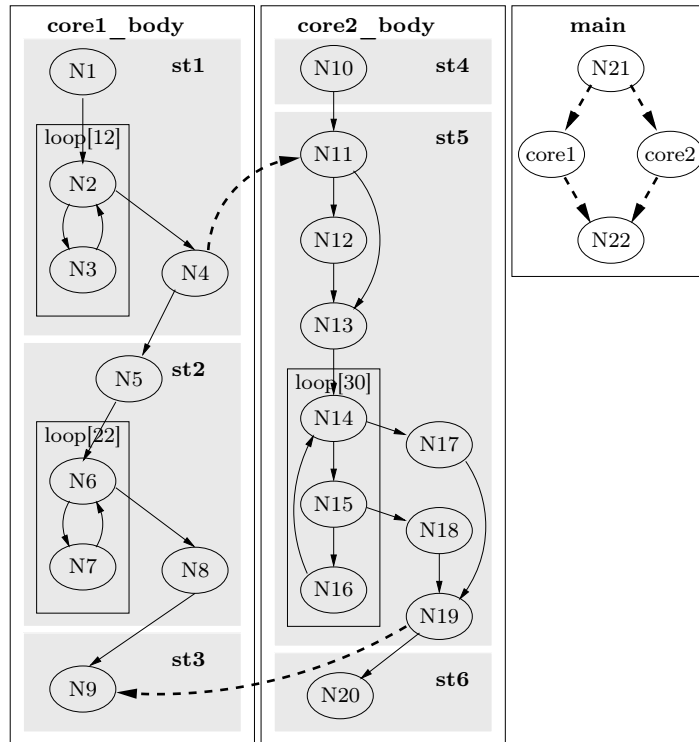 core1_body
st1
N1
loop[12]
N2
N3
N4
st2
N5
loop[22]
N6
N7
N8
st3
N9
core2_body
N10
st4
st5
N11
N12
N13
loop[30]
N14
N17
N15
N18
N16
N19
st6
N20
main
N21
core1
core2
N22